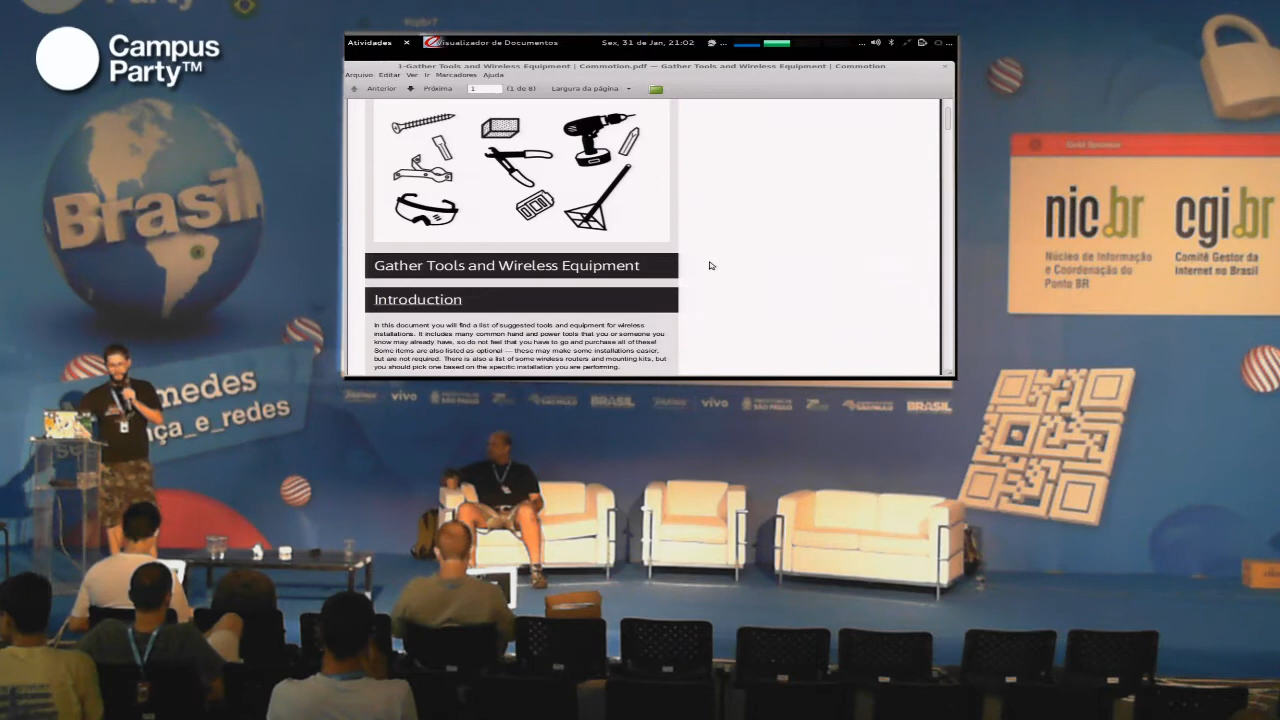 Campus
Party™
Atividades
Visualizador de Documentos
Sex, 31 de Jan, 21:02
1-Gather Tools and Wireless Equipment | Commotion.pdf — Gather Tools and Wireless Equipment | Commotion
Arquivo Editar Ver Ir Marcadores Ajuda
Anterior Próxima 1 (1 de 8) Largura da página
Gather Tools and Wireless Equipment
Introduction
In this document you will find a list of suggested tools and equipment for wireless
installations. It includes many common hand and power tools that you or someone you
know may already have, so do not feel that you have to go and purchase all of these!
Some items are also listed as optional — these may make some installations easier,
but are not required. There is also a list of some wireless routers and mounting kits, but
you should pick one based on the specific installation you are performing.
Brasil
Gold Sponsor
nic.br
Núcleo de Informação
e Coordenação do
Ponto BR
cgi.br
Comitê Gestor da
Internet no Brasil
medes
ça_e_redes
vivo
BRASIL
vivo
BRASIL